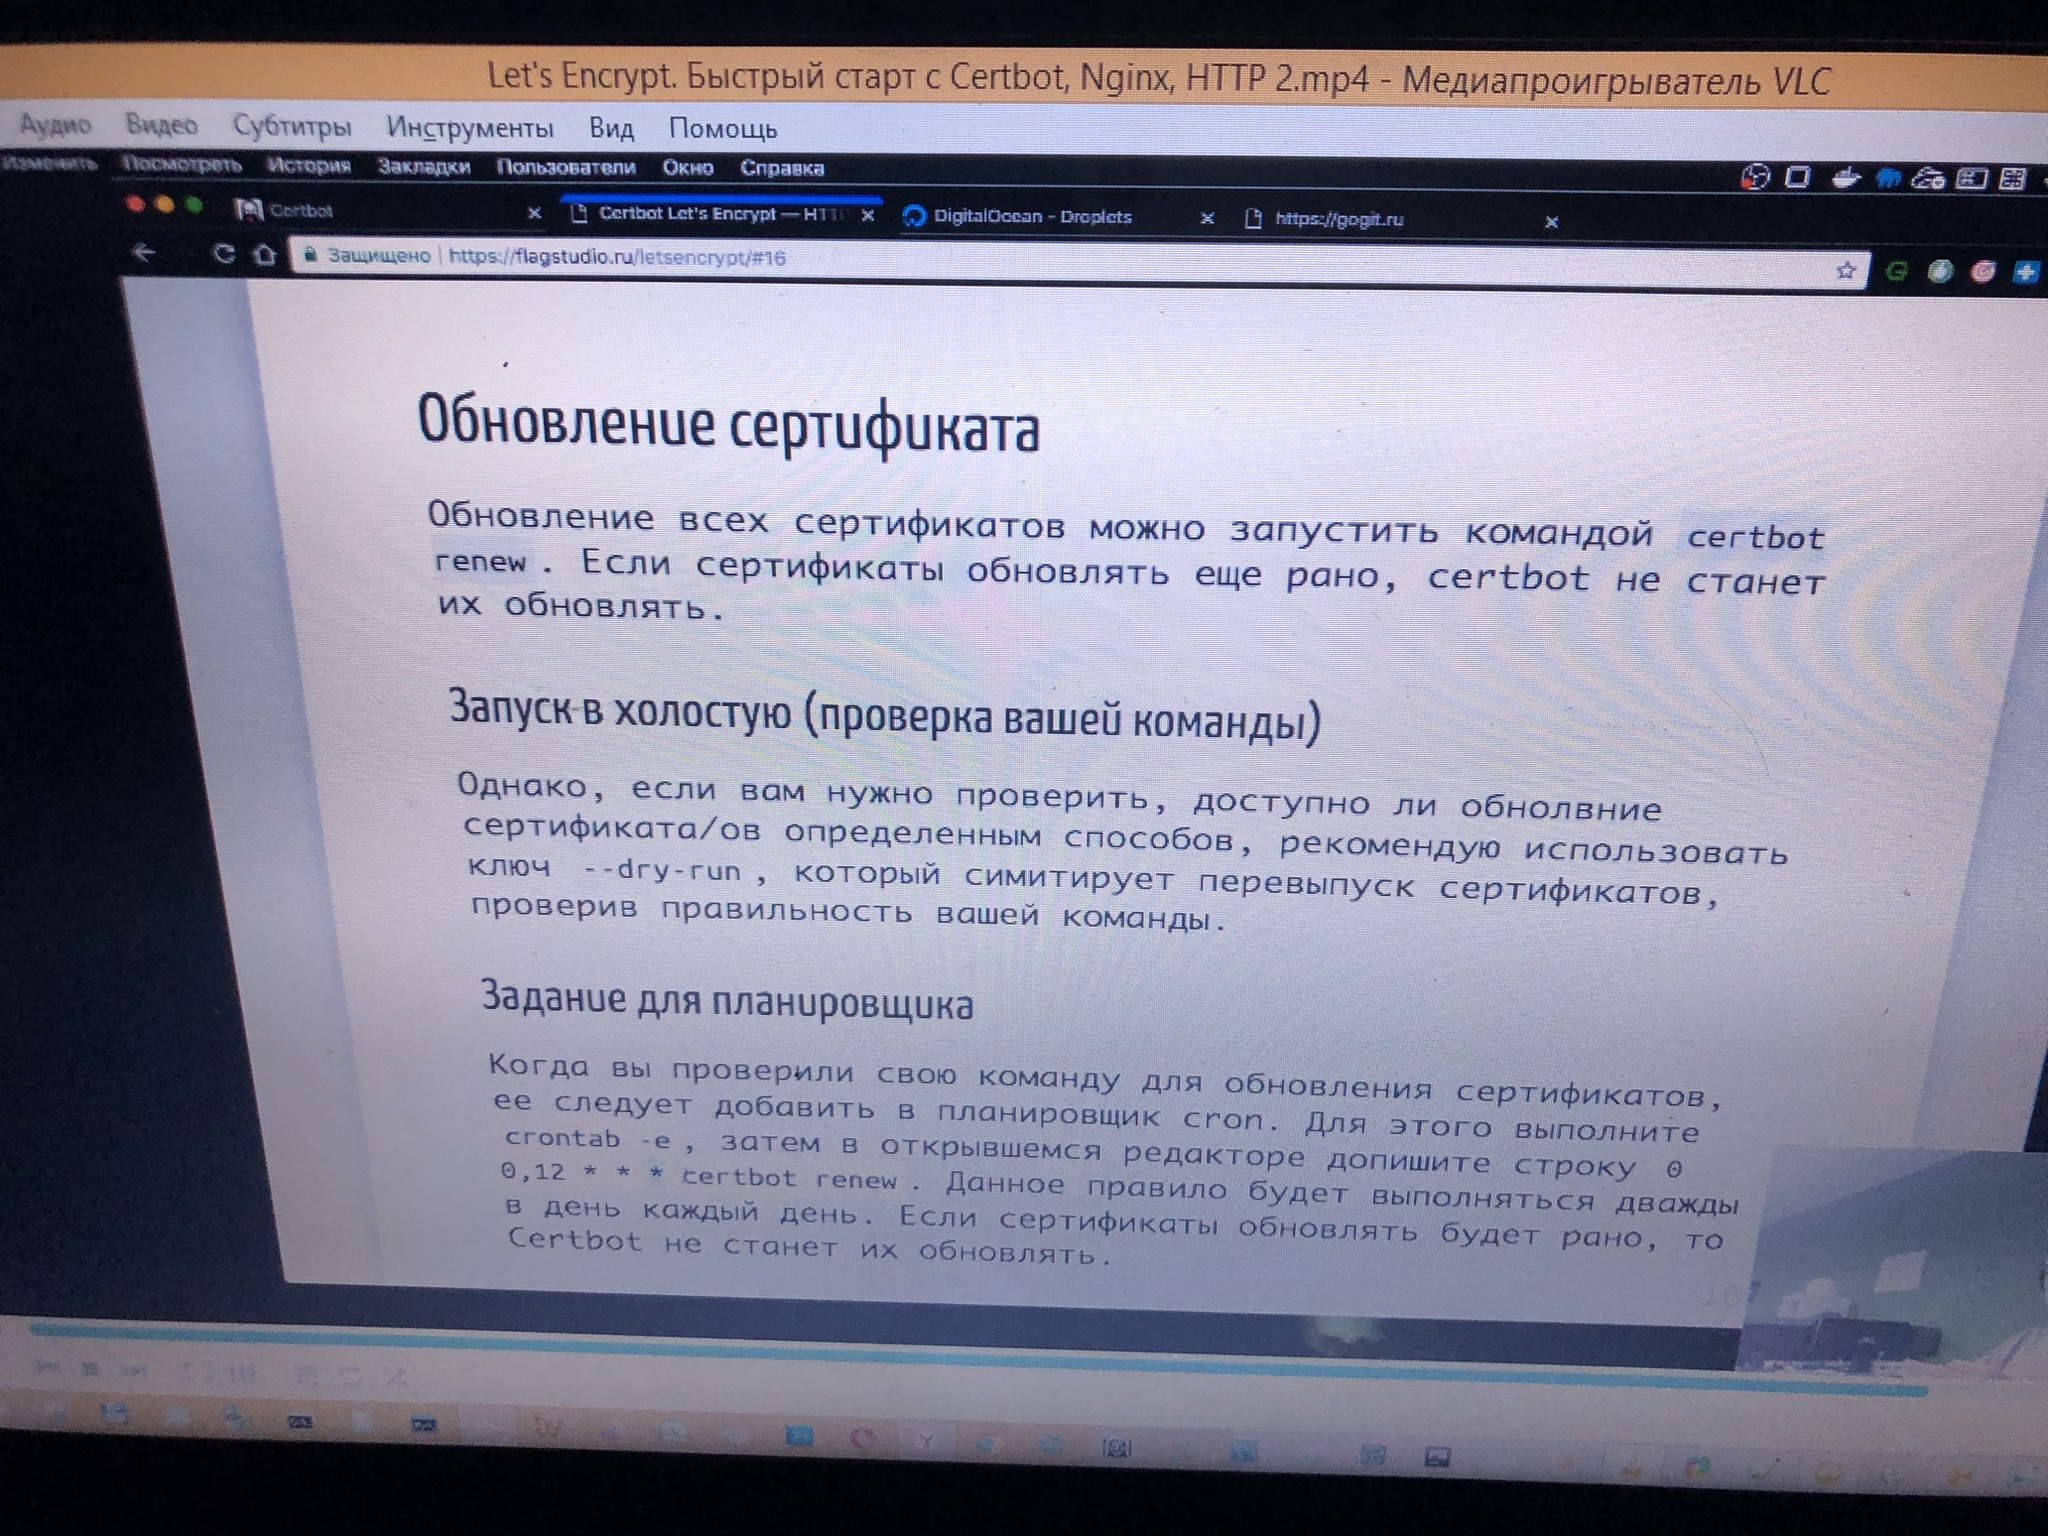 Let's Encrypt. Быстрый старт с Certbot, Nginx, HTTP 2.mp4 - Медиапроигрыватель VLC
Аудио Видео Субтитры Инструменты Вид Помощь
Изменить Посмотреть История Закладки Пользователи Окно Справка
Certbot Certbot Let's Encrypt — HTT DigitalOcean - Droplets https://gogit.ru
Защищено https://flagstudio.ru/letsencrypt/#16
Обновление сертификата
Обновление всех сертификатов можно запустить командой certbot
renew . Если сертификаты обновлять еще рано, certbot не станет
их обновлять.
Запуск в холостую (проверка вашей команды)
Однако, если вам нужно проверить, доступно ли обнолвние
сертификата/ов определенным способов, рекомендую использовать
ключ --dry-run , который симитирует перевыпуск сертификатов,
проверив правильность вашей команды.
Задание для планировщика
Когда вы проверили свою команду для обновления сертификатов,
ее следует добавить в планировщик cron. Для этого выполните
crontab -e , затем в открывшемся редакторе допишите строку 0
0,12 * * * certbot renew . Данное правило будет выполняться дважды
в день каждый день. Если сертификаты обновлять будет рано, то
Certbot не станет их обновлять.